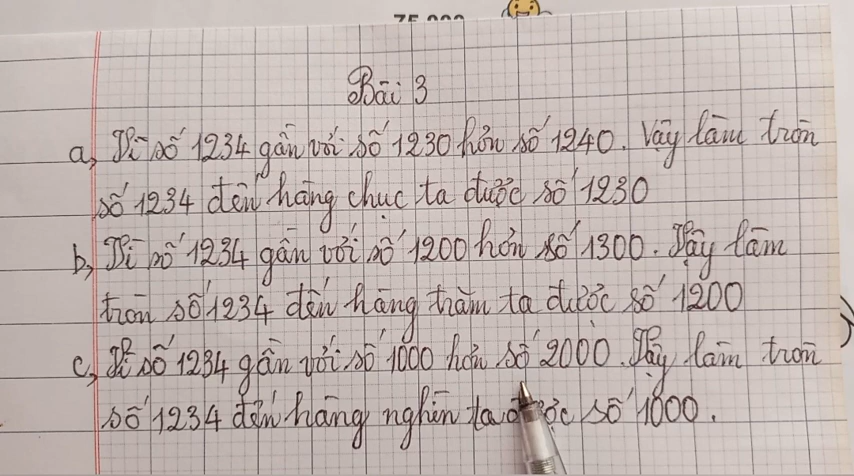 75 000
Bài 3
a, Vì số 1234 gần với số 1230 hơn số 1240. Vậy làm tròn
số 1234 đến hàng chục ta được số 1230
b, Vì số 1234 gần với số 1200 hơn số 1300. Vậy làm
tròn số 1234 đến hàng trăm ta được số 1200
c, Vì số 1234 gần với số 1000 hơn số 2000. Vậy làm tròn
số 1234 đến hàng nghìn ta được số 1000.